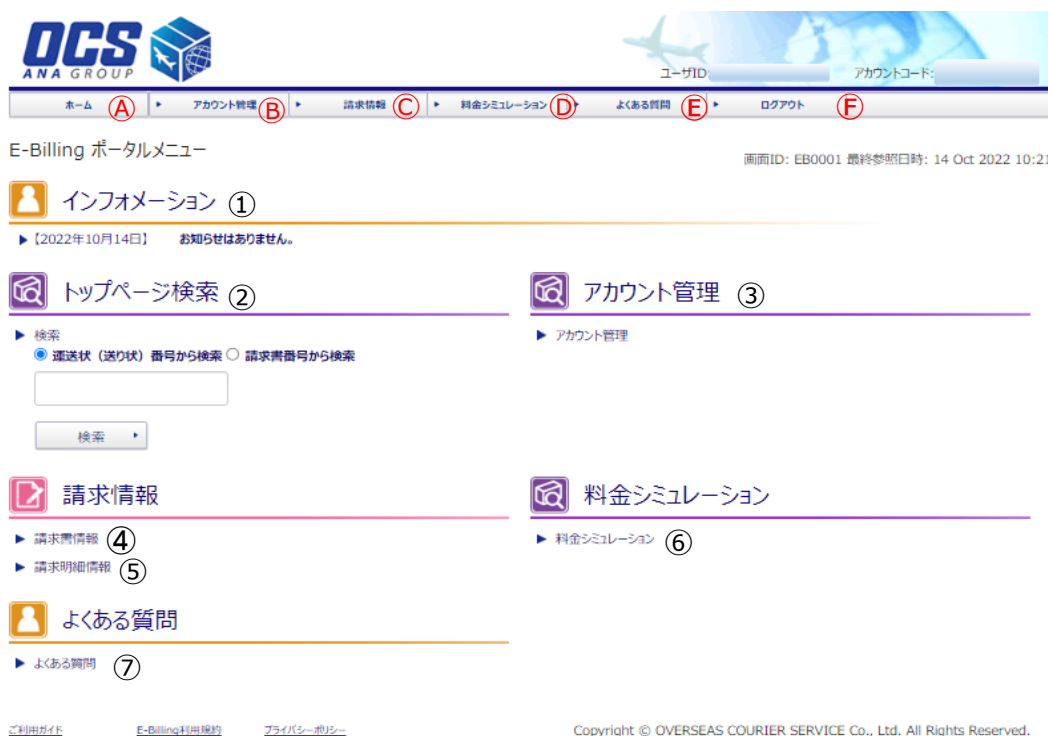 OCS
ANA GROUP
ユーザID: アカウントコード:
ホーム Ⓐ アカウント管理 Ⓑ 請求情報 Ⓒ 料金シミュレーション Ⓓ よくある質問 Ⓔ ログアウト Ⓕ
E-Billing ポータルメニュー
画面ID: EB0001 最終参照日時: 14 Oct 2022 10:21
インフォメーション ①
【2022年10月14日】 お知らせはありません。
トップページ検索 ②
検索
運送状（送り状）番号から検索 請求書番号から検索
検索
アカウント管理 ③
アカウント管理
請求情報
請求書情報 ④
請求明細情報 ⑤
料金シミュレーション
料金シミュレーション ⑥
よくある質問
よくある質問 ⑦
ご利用ガイド E-Billing利用規約 プライバシーポリシー Copyright © OVERSEAS COURIER SERVICE Co., Ltd. All Rights Reserved.